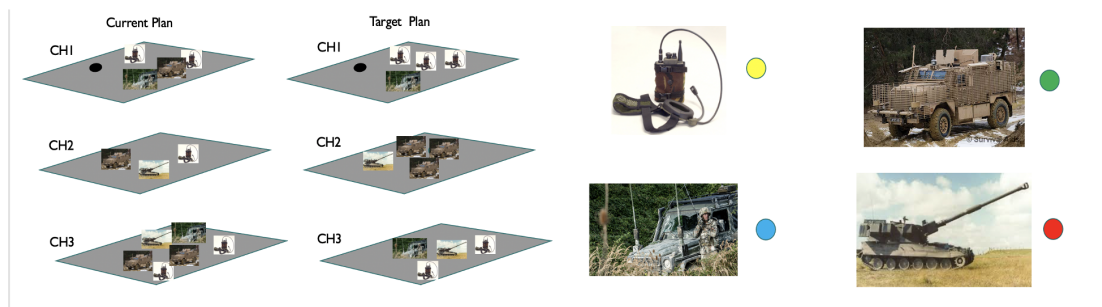 Current Plan
Target Plan
CH1
CH1
CH2
CH2
CH3
CH3